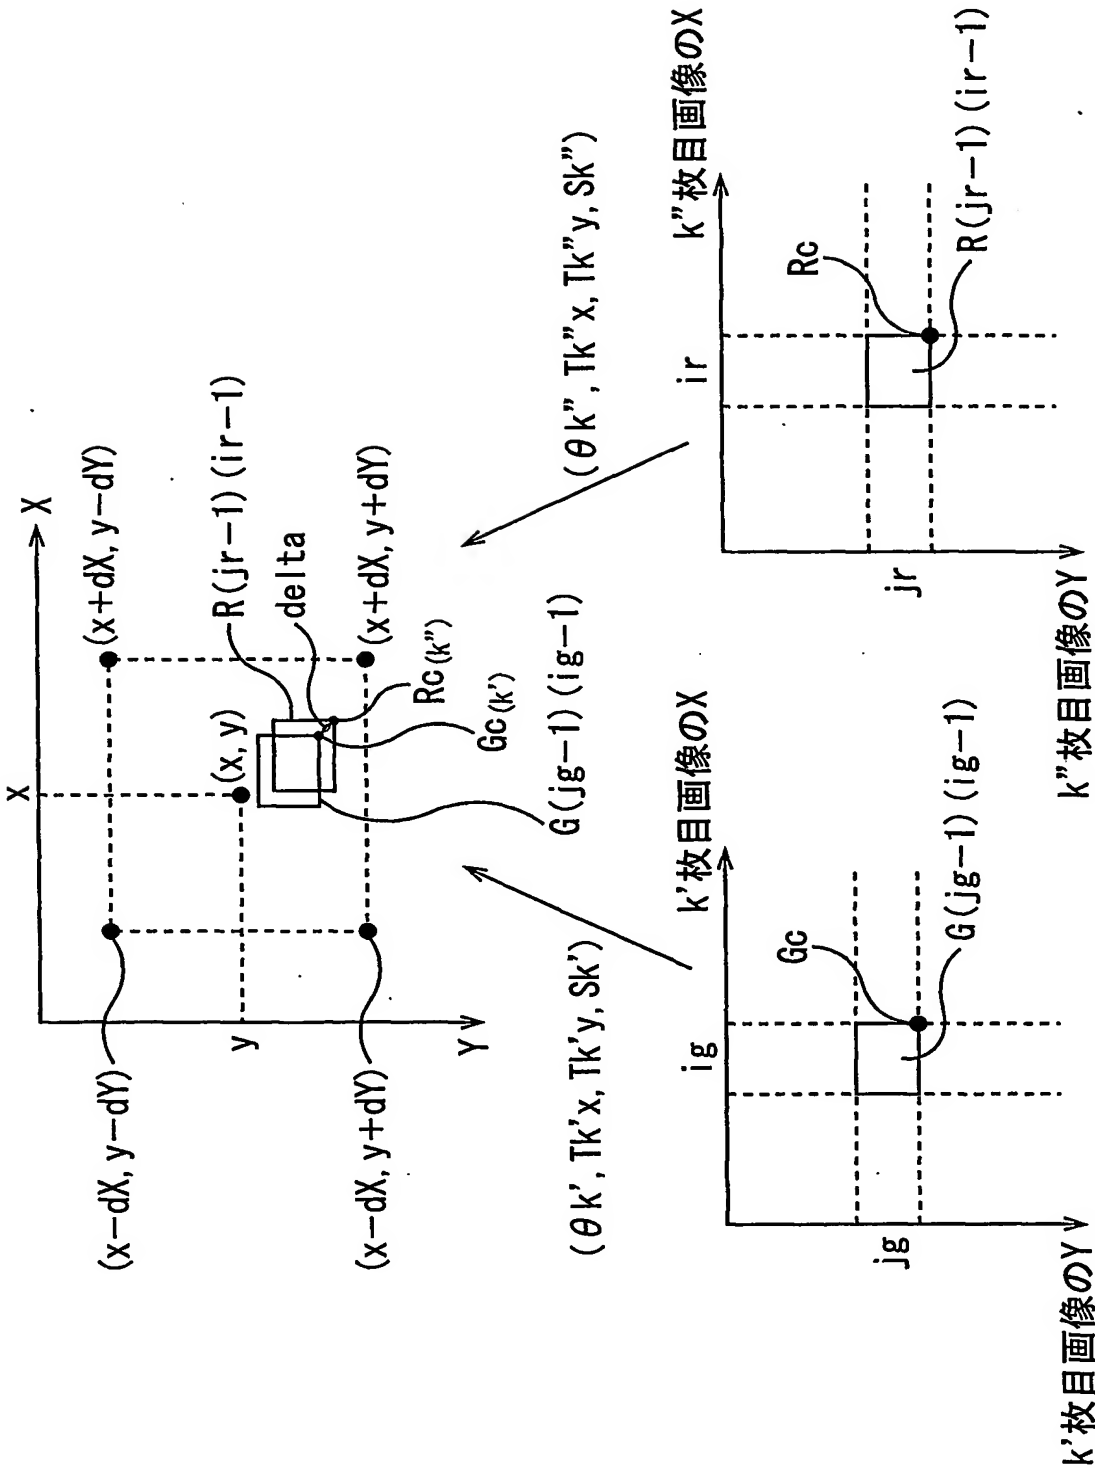 X
x
(x+dX, y−dY)
R(jr−1)(ir−1)
delta
(x, y)
(x+dX, y+dY)
Rc(k")
Gc(k')
G(jg−1)(ig−1)
y
Y
(x−dX, y−dY)
(x−dX, y+dY)
(θk', Tk'x, Tk'y, Sk')
(θk", Tk"x, Tk"y, Sk")
k'枚目画像のX
ig
Gc
G(jg−1)(ig−1)
jg
k'枚目画像のY
k"枚目画像のX
ir
Rc
R(jr−1)(ir−1)
jr
k"枚目画像のY